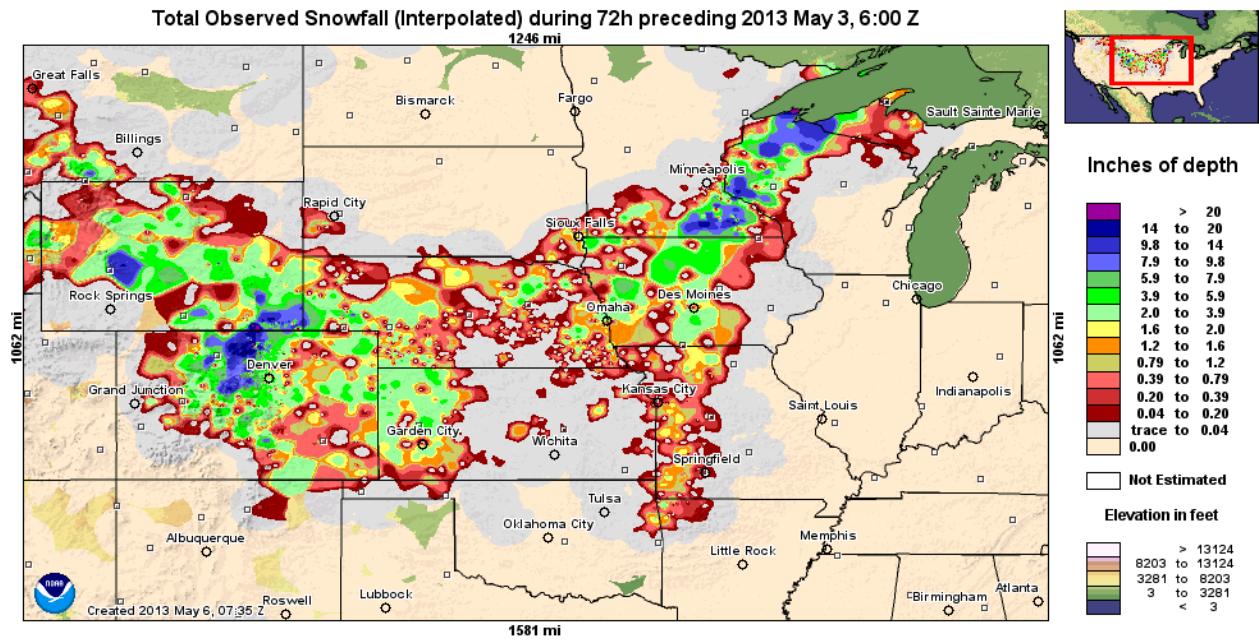 Total Observed Snowfall (Interpolated) during 72h preceding 2013 May 3, 6:00 Z
1246 mi
Great Falls
Bismarck
Fargo
Sault Sainte Marie
Billings
Minneapolis
Rapid City
Sioux Falls
Rock Springs
Chicago
Des Moines
Omaha
1062 mi
1062 mi
Denver
Grand Junction
Kansas City
Indianapolis
Saint Louis
Garden City
Wichita
Springfield
Tulsa
Oklahoma City
Albuquerque
Little Rock
Memphis
Lubbock
Roswell
Birmingham
Atlanta
NOAA
Created 2013 May 6, 07:35 Z
1581 mi
Inches of depth
> 20
14 to 20
9.8 to 14
7.9 to 9.8
5.9 to 7.9
3.9 to 5.9
2.0 to 3.9
1.6 to 2.0
1.2 to 1.6
0.79 to 1.2
0.39 to 0.79
0.20 to 0.39
0.04 to 0.20
trace to 0.04
0.00
Not Estimated
Elevation in feet
> 13124
8203 to 13124
3281 to 8203
3 to 3281
< 3